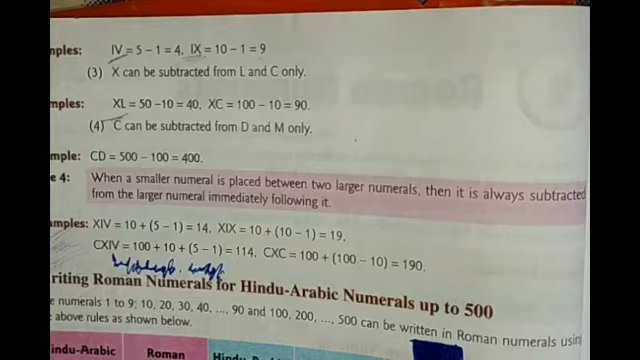 mples: IV = 5 – 1 = 4, IX = 10 – 1 = 9
(3) X can be subtracted from L and C only.
mples: XL = 50 –10 = 40, XC = 100 – 10 = 90.
(4) C can be subtracted from D and M only.
mple: CD = 500 – 100 = 400.
e 4: When a smaller numeral is placed between two larger numerals, then it is always subtracted
from the larger numeral immediately following it.
amples: XIV = 10 + (5 – 1) = 14, XIX = 10 + (10 – 1) = 19,
CXIV = 100 + 10 + (5 – 1) = 114, CXC = 100 + (100 – 10) = 190.
riting Roman Numerals for Hindu-Arabic Numerals up to 500
e numerals 1 to 9; 10, 20, 30, 40, ..., 90 and 100, 200, ..., 500 can be written in Roman numerals usin
above rules as shown below.
indu-Arabic Roman